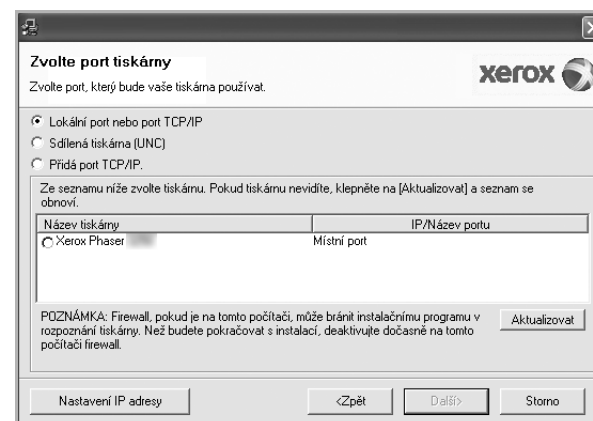 Zvolte port tiskárny
Zvolte port, který bude vaše tiskárna používat.
xerox
Lokální port nebo port TCP/IP
Sdílená tiskárna (UNC)
Přidá port TCP/IP.
Ze seznamu níže zvolte tiskárnu. Pokud tiskárnu nevidíte, klepněte na [Aktualizovat] a seznam se
obnoví.
Název tiskárny IP/Název portu
Xerox Phaser Místní port
POZNÁMKA: Firewall, pokud je na tomto počítači, může bránit instalačnímu programu v
rozpoznání tiskárny. Než budete pokračovat s instalací, deaktivujte dočasně na tomto
počítači firewall.
Aktualizovat
Nastavení IP adresy <Zpět Další> Storno